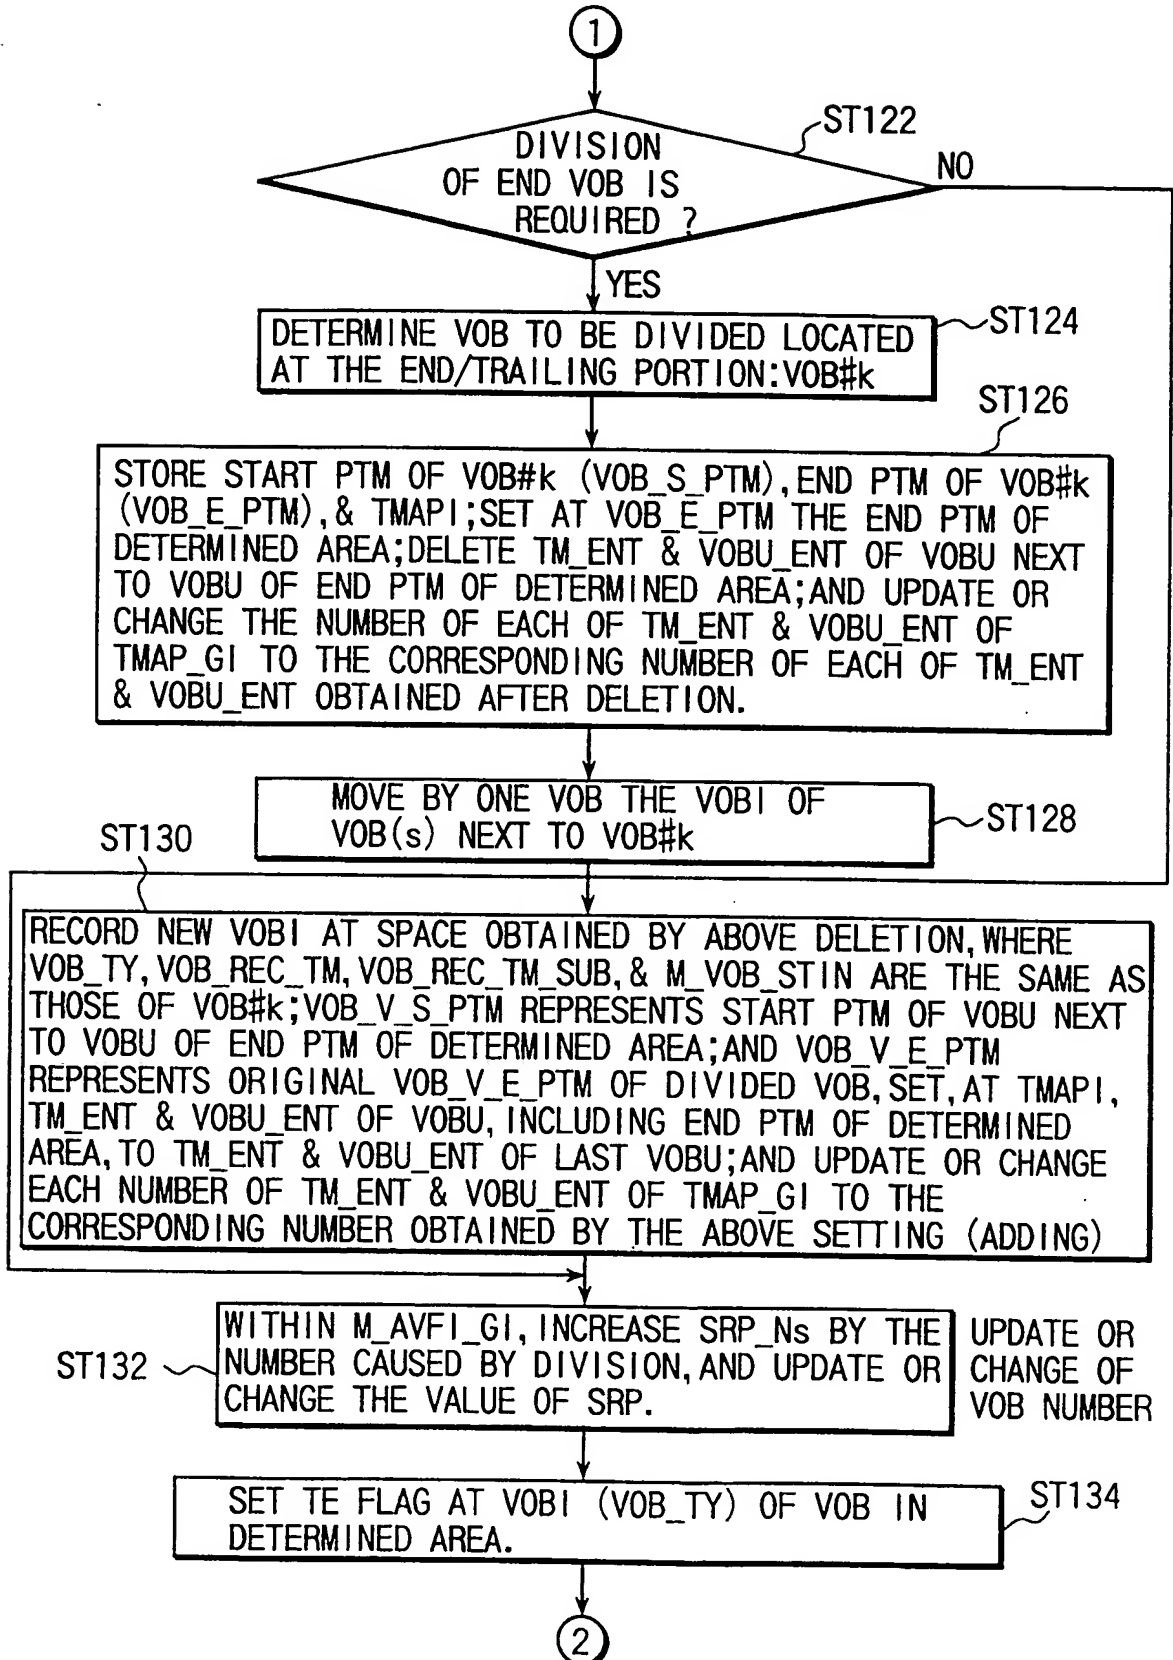 1
ST122
DIVISION
OF END VOB IS
REQUIRED ?
NO
YES
DETERMINE VOB TO BE DIVIDED LOCATED
AT THE END/TRAILING PORTION:VOB#k
ST124
ST126
STORE START PTM OF VOB#k (VOB_S_PTM), END PTM OF VOB#k
(VOB_E_PTM), & TMAPI;SET AT VOB_E_PTM THE END PTM OF
DETERMINED AREA;DELETE TM_ENT & VOBU_ENT OF VOBU NEXT
TO VOBU OF END PTM OF DETERMINED AREA;AND UPDATE OR
CHANGE THE NUMBER OF EACH OF TM_ENT & VOBU_ENT OF
TMAP_GI TO THE CORRESPONDING NUMBER OF EACH OF TM_ENT
& VOBU_ENT OBTAINED AFTER DELETION.
MOVE BY ONE VOB THE VOBI OF
VOB(s) NEXT TO VOB#k
ST128
ST130
RECORD NEW VOBI AT SPACE OBTAINED BY ABOVE DELETION, WHERE
VOB_TY, VOB_REC_TM, VOB_REC_TM_SUB, & M_VOB_STIN ARE THE SAME AS
THOSE OF VOB#k;VOB_V_S_PTM REPRESENTS START PTM OF VOBU NEXT
TO VOBU OF END PTM OF DETERMINED AREA;AND VOB_V_E_PTM
REPRESENTS ORIGINAL VOB_V_E_PTM OF DIVIDED VOB, SET, AT TMAPI,
TM_ENT & VOBU_ENT OF VOBU, INCLUDING END PTM OF DETERMINED
AREA, TO TM_ENT & VOBU_ENT OF LAST VOBU;AND UPDATE OR CHANGE
EACH NUMBER OF TM_ENT & VOBU_ENT OF TMAP_GI TO THE
CORRESPONDING NUMBER OBTAINED BY THE ABOVE SETTING (ADDING)
ST132
WITHIN M_AVFI_GI, INCREASE SRP_Ns BY THE
NUMBER CAUSED BY DIVISION, AND UPDATE OR
CHANGE THE VALUE OF SRP.
UPDATE OR
CHANGE OF
VOB NUMBER
SET TE FLAG AT VOBI (VOB_TY) OF VOB IN
DETERMINED AREA.
ST134
2